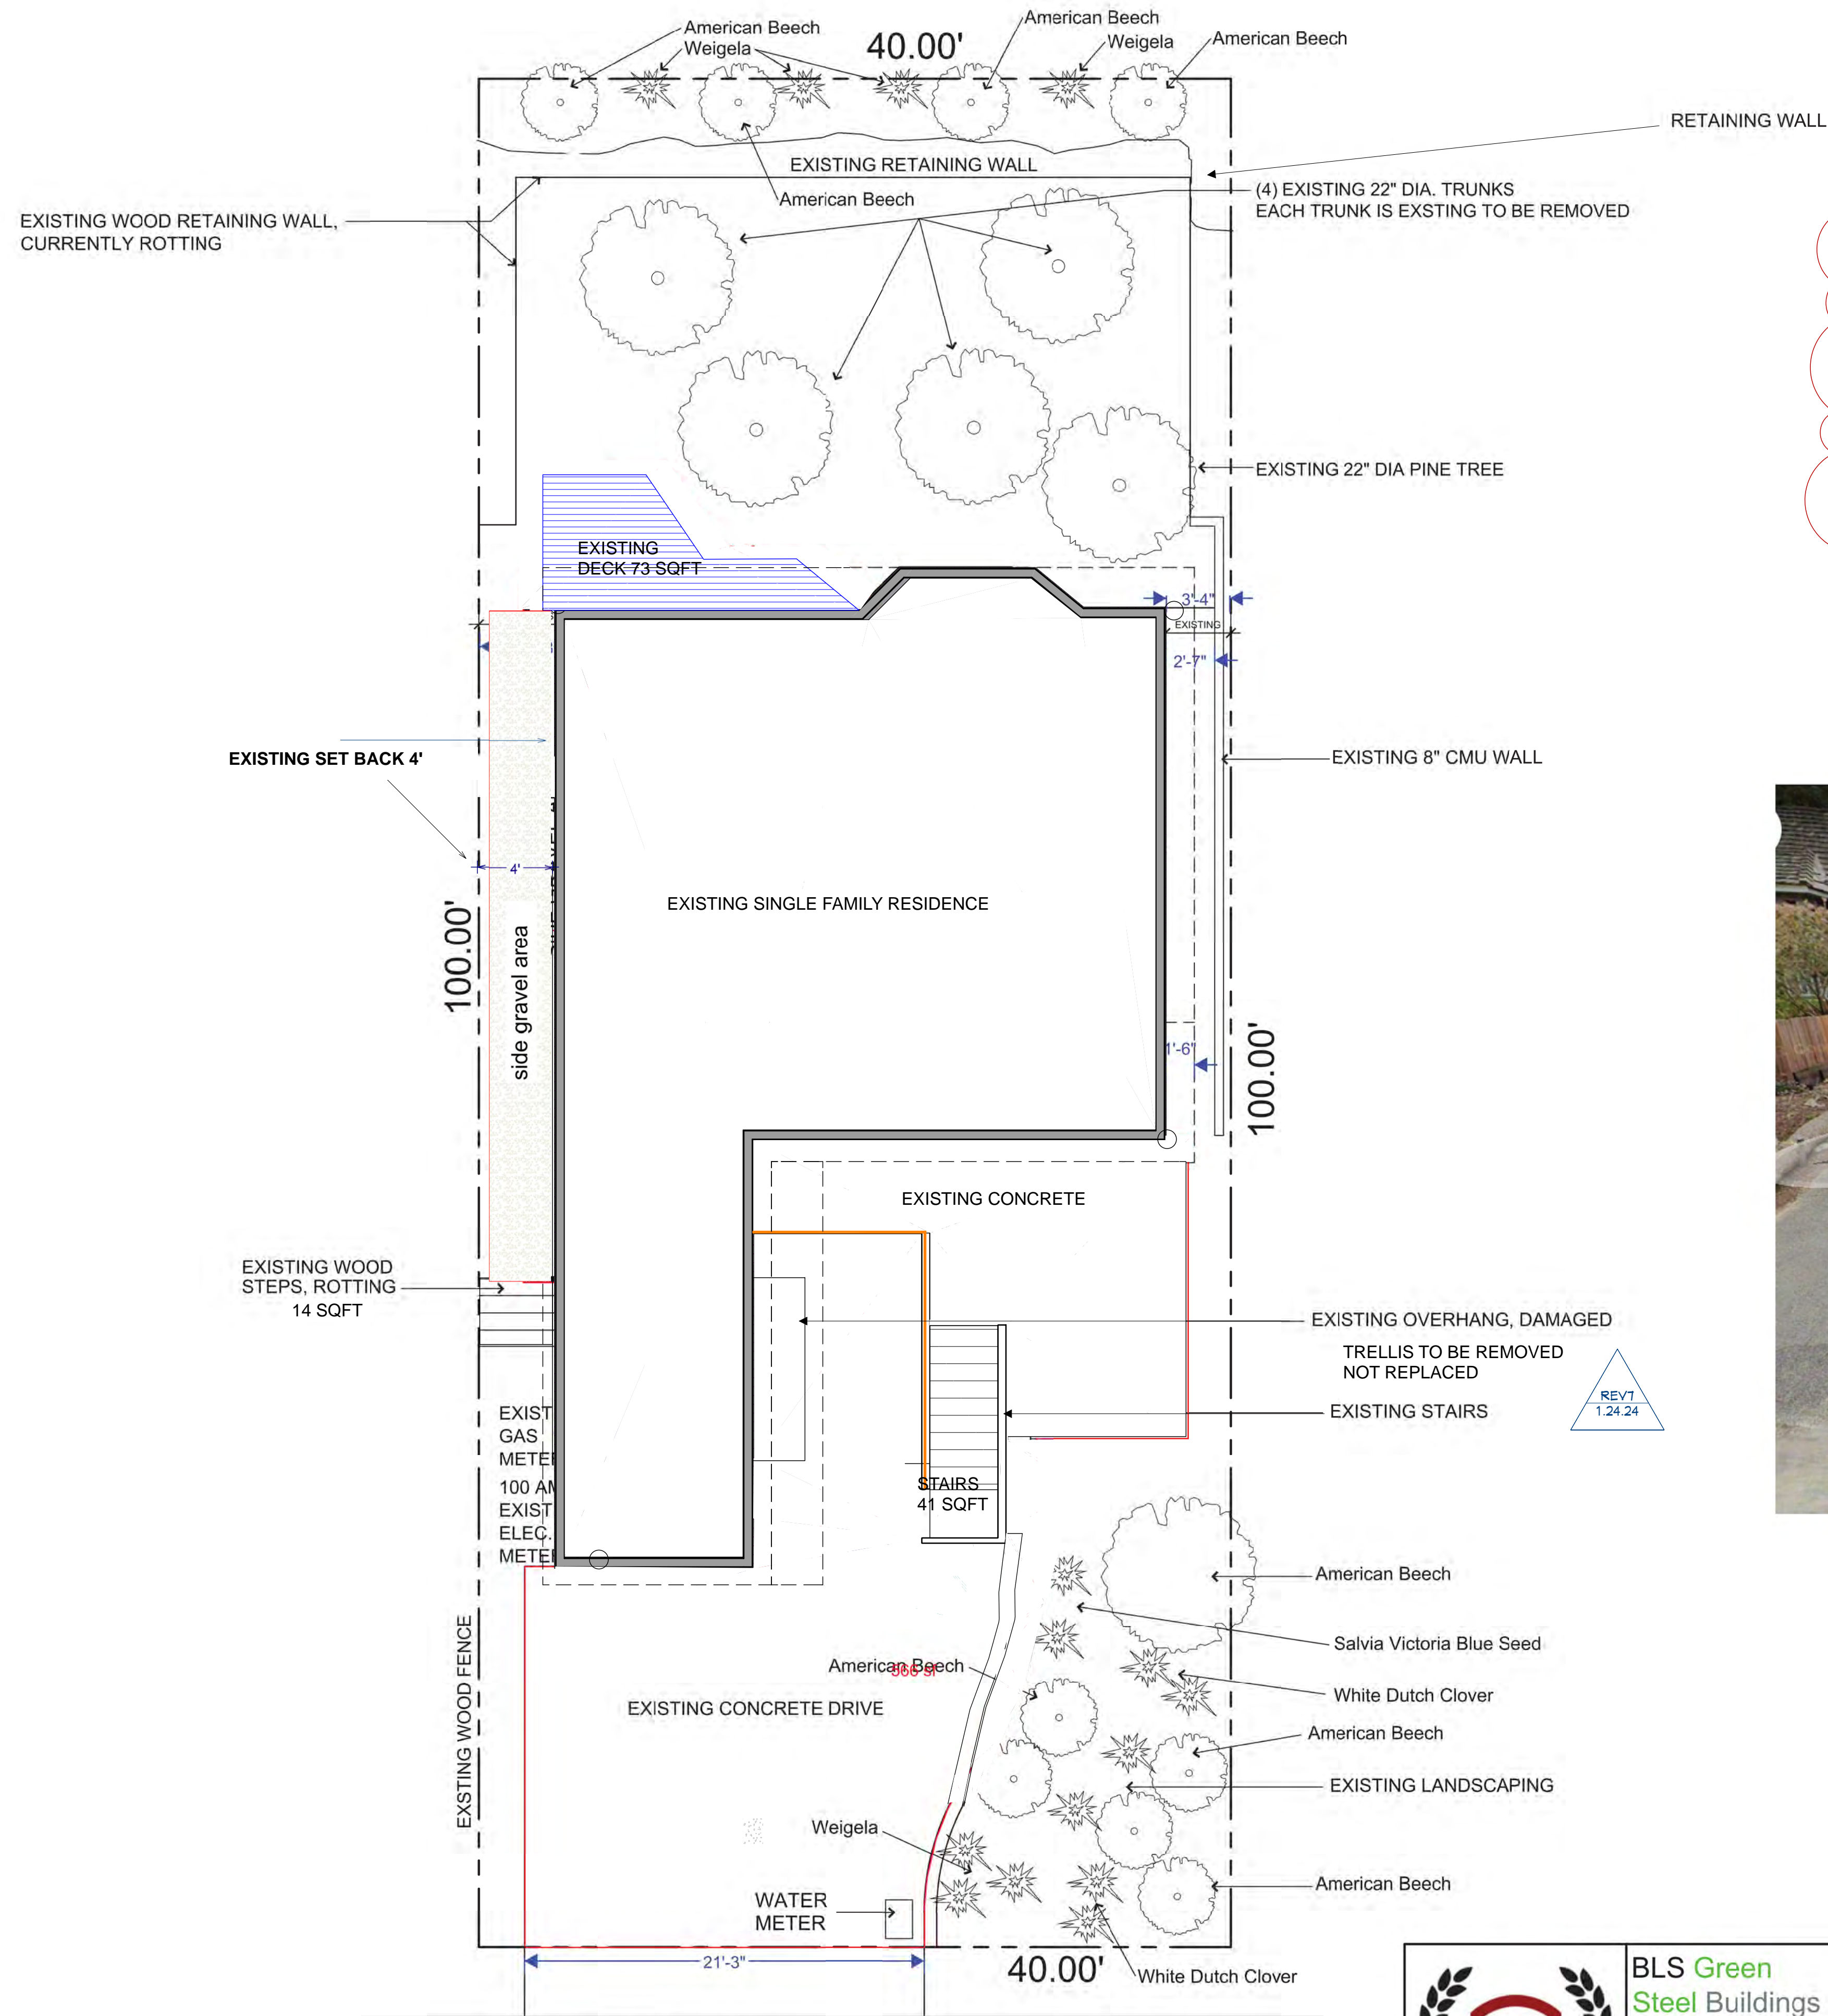 American Beech
Weigela
40.00'
American Beech
Weigela
American Beech
RETAINING WALL
EXISTING RETAINING WALL
American Beech
(4) EXISTING 22" DIA. TRUNKS
EACH TRUNK IS EXSTING TO BE REMOVED
EXISTING WOOD RETAINING WALL,
CURRENTLY ROTTING
EXISTING 22" DIA PINE TREE
EXISTING
DECK 73 SQFT
3'-4"
EXISTING
2'-7"
EXISTING SET BACK 4'
EXISTING 8" CMU WALL
4'
EXISTING SINGLE FAMILY RESIDENCE
100.00'
side gravel area
1'-6"
100.00'
EXISTING CONCRETE
EXISTING WOOD
STEPS, ROTTING
14 SQFT
EXISTING OVERHANG, DAMAGED
TRELLIS TO BE REMOVED
NOT REPLACED
REV7
1.24.24
EXISTING STAIRS
EXIST
GAS
METE
100 AM
EXIST
ELEC.
METE
STAIRS
41 SQFT
American Beech
EXSTING WOOD FENCE
Salvia Victoria Blue Seed
American Beech
566 sf
White Dutch Clover
EXISTING CONCRETE DRIVE
American Beech
EXISTING LANDSCAPING
Weigela
American Beech
WATER
METER
21'-3"
40.00'
White Dutch Clover
BLS Green
Steel Buildings